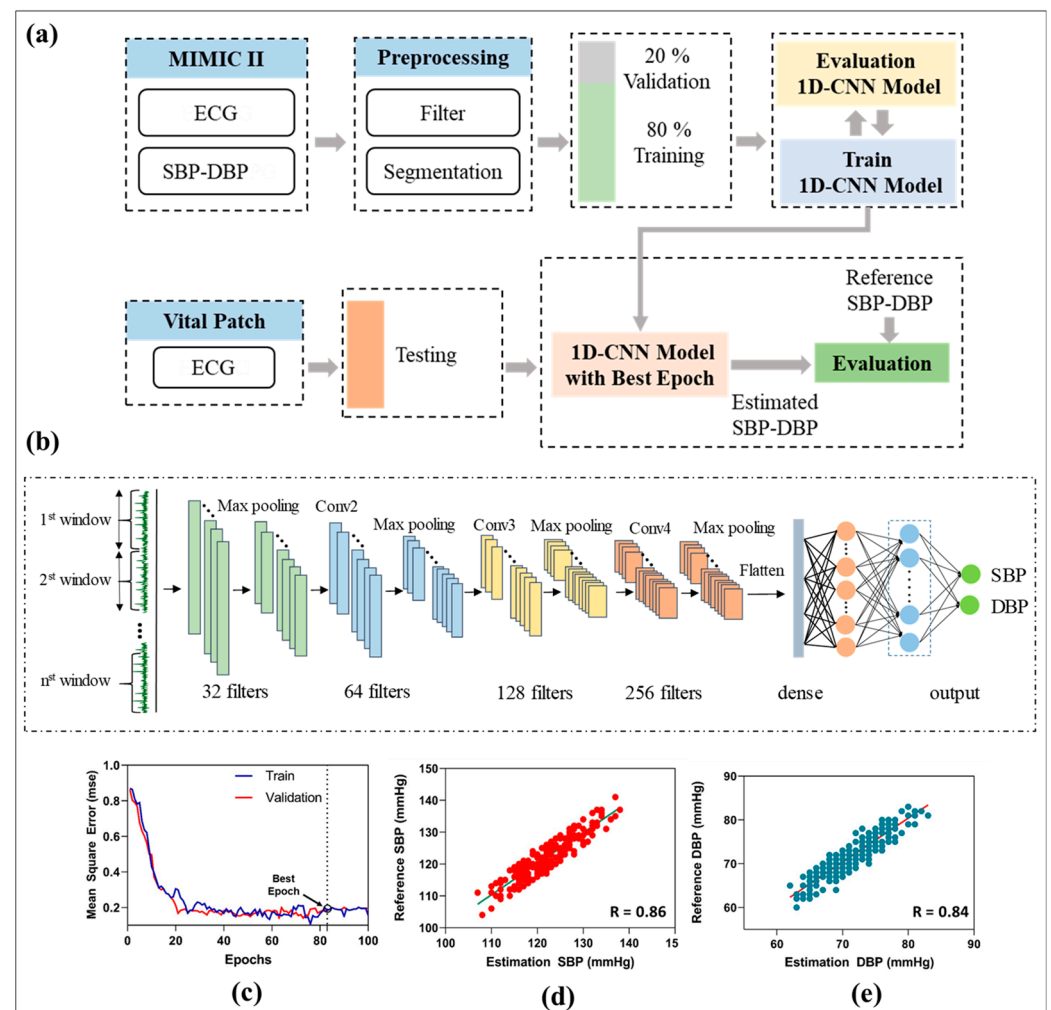 (a)
MIMIC II
ECG
SBP-DBP
Preprocessing
Filter
Segmentation
20 %
Validation
80 %
Training
Evaluation
1D-CNN Model
Train
1D-CNN Model
Vital Patch
ECG
Testing
1D-CNN Model
with Best Epoch
Estimated
SBP-DBP
Reference
SBP-DBP
Evaluation
(b)
1st window
2st window
nst window
Max pooling
Conv2
Max pooling
Conv3
Max pooling
Conv4
Max pooling
Flatten
SBP
DBP
32 filters
64 filters
128 filters
256 filters
dense
output
Mean Square Error (mse)
1.0
0.8
0.6
0.4
0.2
Train
Validation
Best
Epoch
0
20
40
60
80
100
Epochs
(c)
Reference SBP (mmHg)
150
140
130
120
110
100
R = 0.86
100
110
120
130
140
15
Estimation SBP (mmHg)
(d)
Reference DBP (mmHg)
90
80
70
60
R = 0.84
60
70
80
90
Estimation DBP (mmHg)
(e)